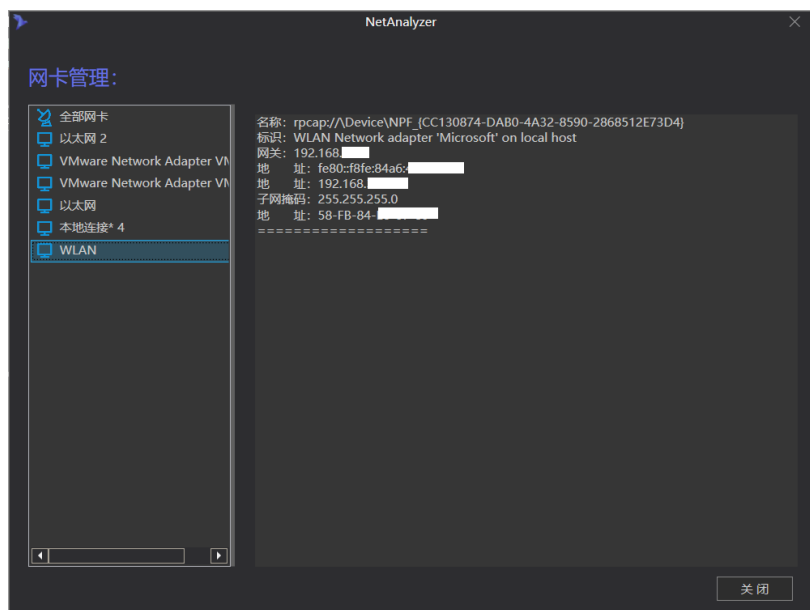 NetAnalyzer
网卡管理:
全部网卡
以太网 2
VMware Network Adapter VM
VMware Network Adapter VM
以太网
本地连接* 4
WLAN
名称: rpcap://\Device\NPF_{CC130874-DAB0-4A32-8590-2868512E73D4}
标识: WLAN Network adapter 'Microsoft' on local host
网关: 192.168.
地 址: fe80::f8fe:84a6:
地 址: 192.168.
子网掩码: 255.255.255.0
地 址: 58-FB-84-
===================
关 闭